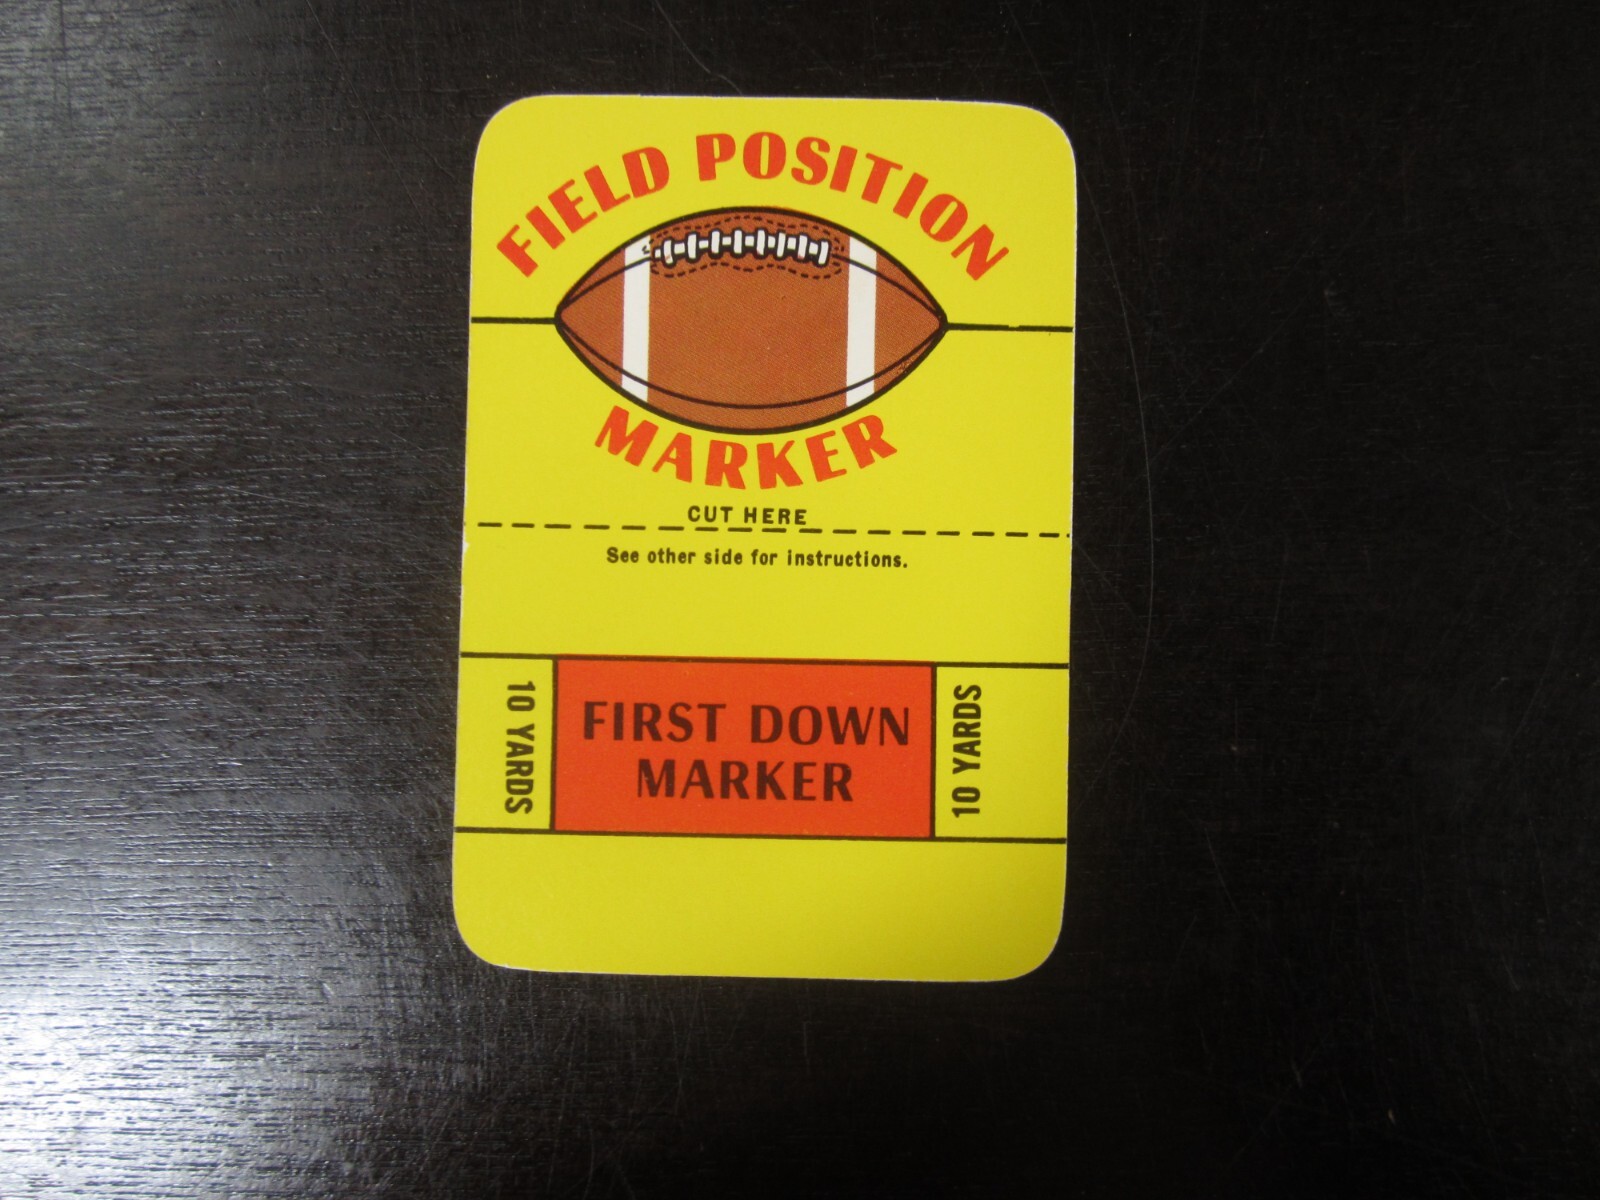 FIELD POSITION
MARKER
CUT HERE
See other side for instructions.
10 YARDS
FIRST DOWN
MARKER
10 YARDS